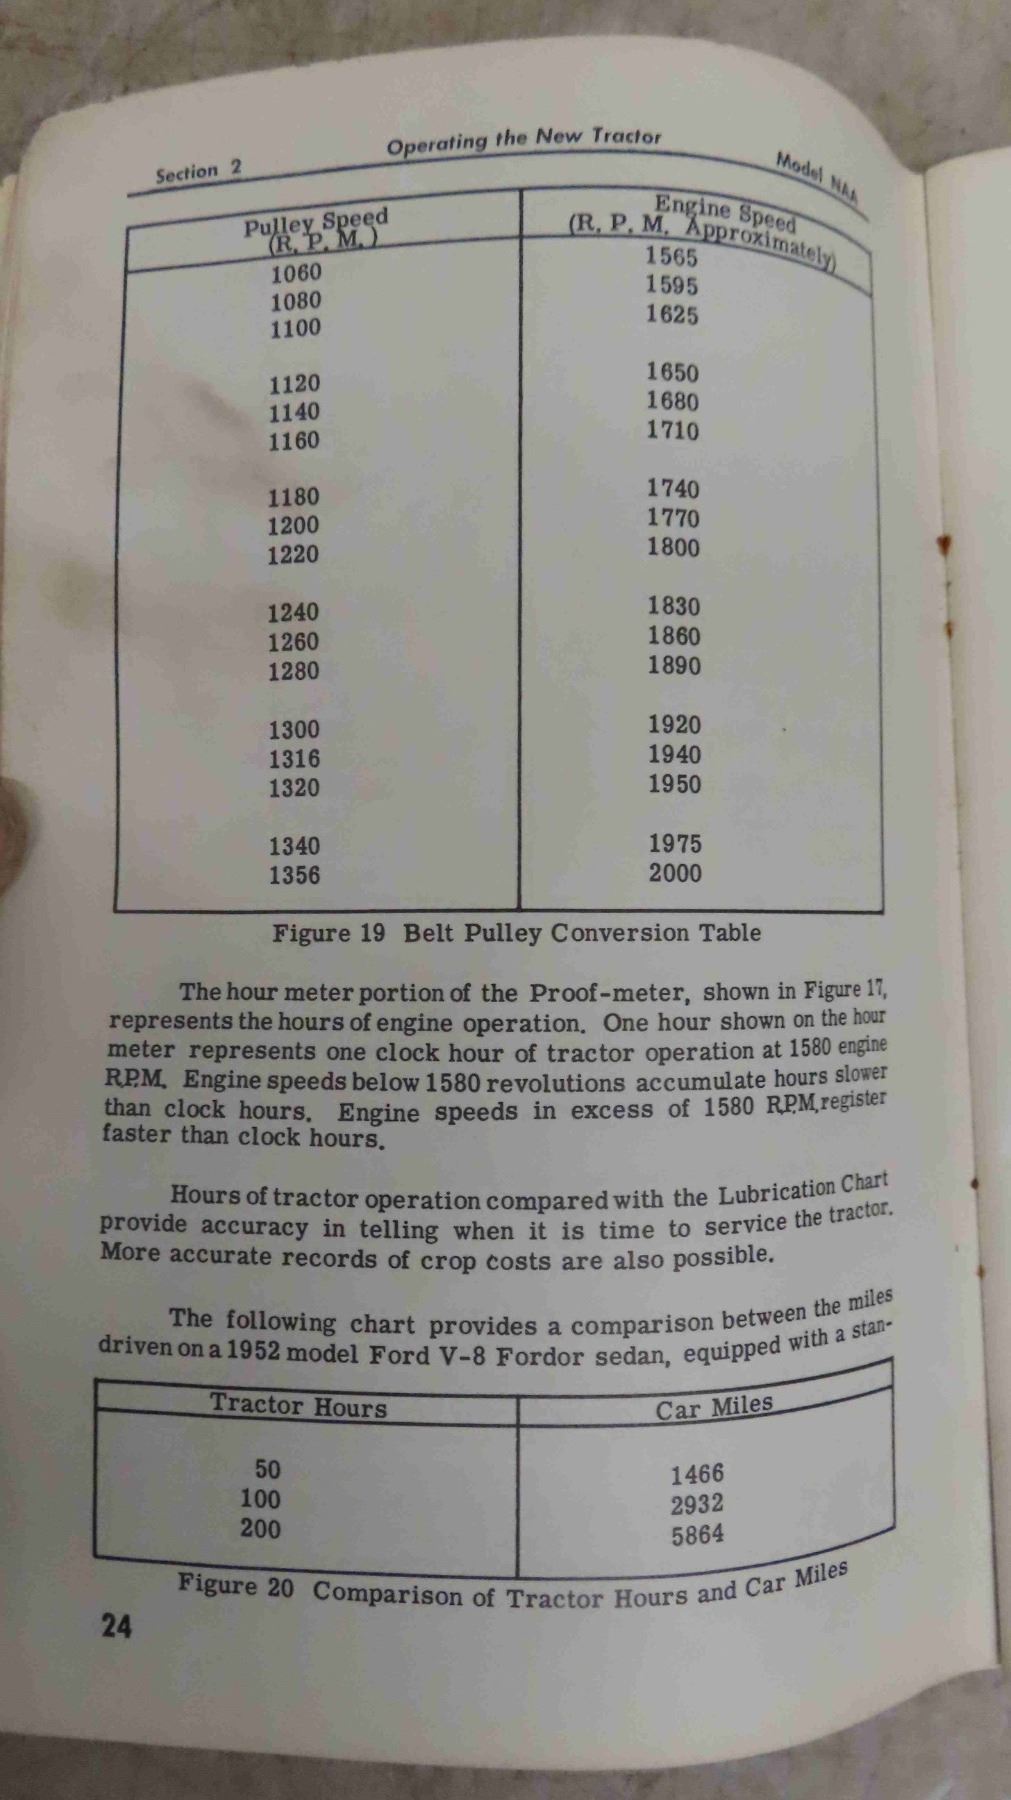 Section 2 Operating the New Tractor Model NAA
Pulley Speed Engine Speed
(R. P. M.) (R. P. M. Approximately)
1060 1565
1080 1595
1100 1625
1120 1650
1140 1680
1160 1710
1180 1740
1200 1770
1220 1800
1240 1830
1260 1860
1280 1890
1300 1920
1316 1940
1320 1950
1340 1975
1356 2000
Figure 19 Belt Pulley Conversion Table
The hour meter portion of the Proof-meter, shown in Figure 17,
represents the hours of engine operation. One hour shown on the hour
meter represents one clock hour of tractor operation at 1580 engine
R.P.M. Engine speeds below 1580 revolutions accumulate hours slower
than clock hours. Engine speeds in excess of 1580 R.P.M. register
faster than clock hours.
Hours of tractor operation compared with the Lubrication Chart
provide accuracy in telling when it is time to service the tractor.
More accurate records of crop costs are also possible.
The following chart provides a comparison between the miles
driven on a 1952 model Ford V-8 Fordor sedan, equipped with a stan-
Tractor Hours Car Miles
50 1466
100 2932
200 5864
Figure 20 Comparison of Tractor Hours and Car Miles
24